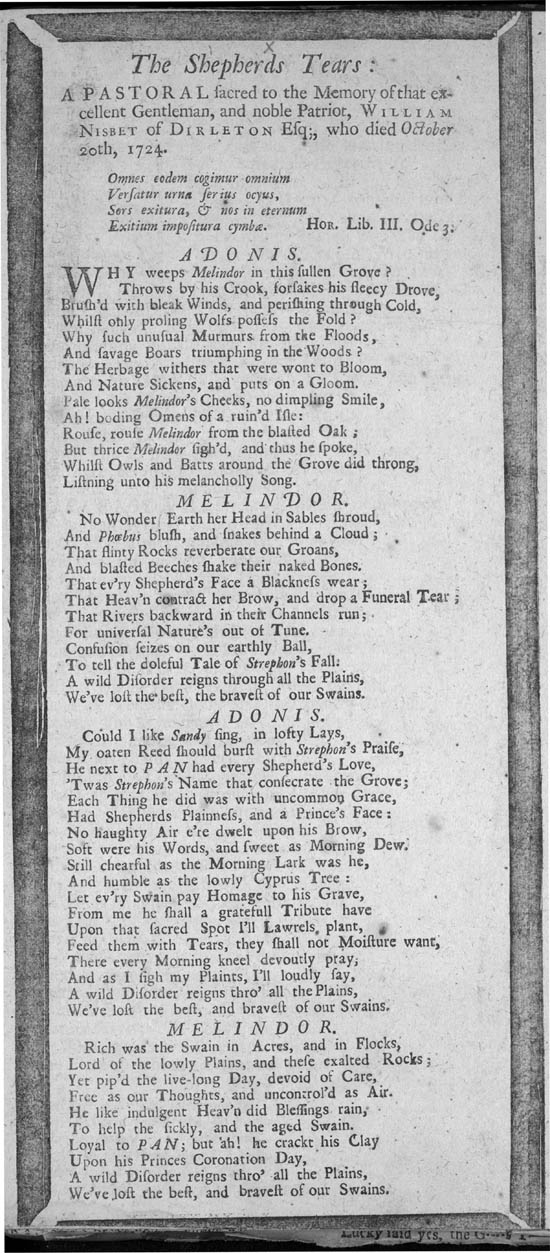 The Shepherds Tears:
A PASTORAL ſacred to the Memory of that ex-
cellent Gentleman, and noble Patriot, WILLIAM
NISBET of DIRLETON Eſq;, who died October
20th, 1724.
Omnes eodem cogimur omnium
Verſatur urna ſerius ocyus,
Sors exitura, & nos in eternum
Exitium impoſitura cymbæ. HOR. Lib. III. Ode 3.
ADONIS.
WHY weeps Melindor in this ſullen Grove?
Throws by his Crook, forſakes his fleecy Drove,
Bruſh'd with bleak Winds, and periſhing through Cold,
Whilſt only proling Wolfs poſſeſs the Fold?
Why ſuch unuſual Murmurs from the Floods,
And ſavage Boars triumphing in the Woods?
The Herbage withers that were wont to Bloom,
And Nature Sickens, and puts on a Gloom.
Pale looks Melindor's Cheeks, no dimpling Smile,
Ah! boding Omens of a ruin'd Iſle:
Rouſe, rouſe Melindor from the blaſted Oak;
But thrice Melindor ſigh'd, and thus he ſpoke,
Whilſt Owls and Batts around the Grove did throng,
Liſtning unto his melancholly Song.
MELINDOR.
No Wonder Earth her Head in Sables ſhroud,
And Phœbus bluſh, and ſnakes behind a Cloud;
That flinty Rocks reverberate our Groans,
And blaſted Beeches ſhake their naked Bones.
That ev'ry Shepherd's Face a Blackneſs wear;
That Heav'n contract her Brow, and drop a Funeral Tear;
That Rivers backward in their Channels run;
For univerſal Nature's out of Tune.
Confuſion ſeizes on our earthly Ball,
To tell the doleful Tale of Strephon's Fall:
A wild Diſorder reigns through all the Plains,
We've loſt the beſt, the braveſt of our Swains.
ADONIS.
Could I like Sandy ſing, in lofty Lays,
My oaten Reed ſhould burſt with Strephon's Praiſe,
He next to PAN had every Shepherd's Love,
'Twas Strephon's Name that conſecrate the Grove;
Each Thing he did was with uncommon Grace,
Had Shepherds Plainneſs, and a Prince's Face:
No haughty Air e're dwelt upon his Brow,
Soft were his Words, and ſweet as Morning Dew.
Still chearful as the Morning Lark was he,
And humble as the lowly Cyprus Tree:
Let ev'ry Swain pay Homage to his Grave,
From me he ſhall a gratefull Tribute have
Upon that ſacred Spot I'll Lawrels plant,
Feed them with Tears, they ſhall not Moiſture want,
There every Morning kneel devoutly pray,
And as I ſigh my Plaints, I'll loudly ſay,
A wild Diſorder reigns thro' all the Plains,
We've loſt the beſt, and braveſt of our Swains.
MELINDOR.
Rich was the Swain in Acres, and in Flocks,
Lord of the lowly Plains, and theſe exalted Rocks;
Yet pip'd the live-long Day, devoid of Care,
Free as our Thoughts, and uncontrol'd as Air.
He like indulgent Heav'n did Bleſſings rain,
To help the ſickly, and the aged Swain.
Loyal to PAN; but ah! he crackt his Clay
Upon his Princes Coronation Day,
A wild Diſorder reigns thro' all the Plains,
We've loſt the beſt, and braveſt of our Swains.
Lucky ſaid yes, the